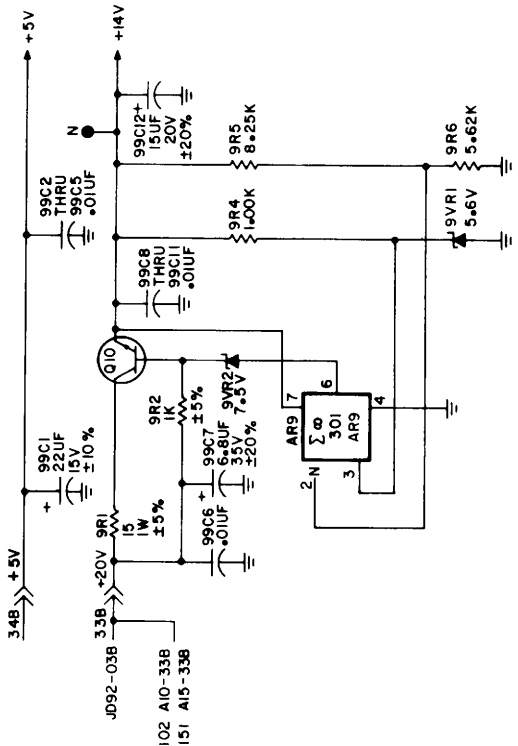 34B
+5V
+5V
99C1
22UF
15V
±10%
+
99C2
THRU
99C5
.01UF
JD92-03B
102 A10-33B
151 A15-33B
33B
+20V
9R1
15
1W
±5%
99C6
.01UF
+
99C7
6.8UF
35V
±20%
9R2
1K
±5%
Q10
9VR2
7.5V
99C8
THRU
99C11
.01UF
N
+14V
99C12
+
15UF
20V
±20%
9R4
1.00K
9R5
8.25K
9R6
5.62K
9VR1
5.6V
AR9
7
6
2 N
3
4
∑ ∞
301
AR9